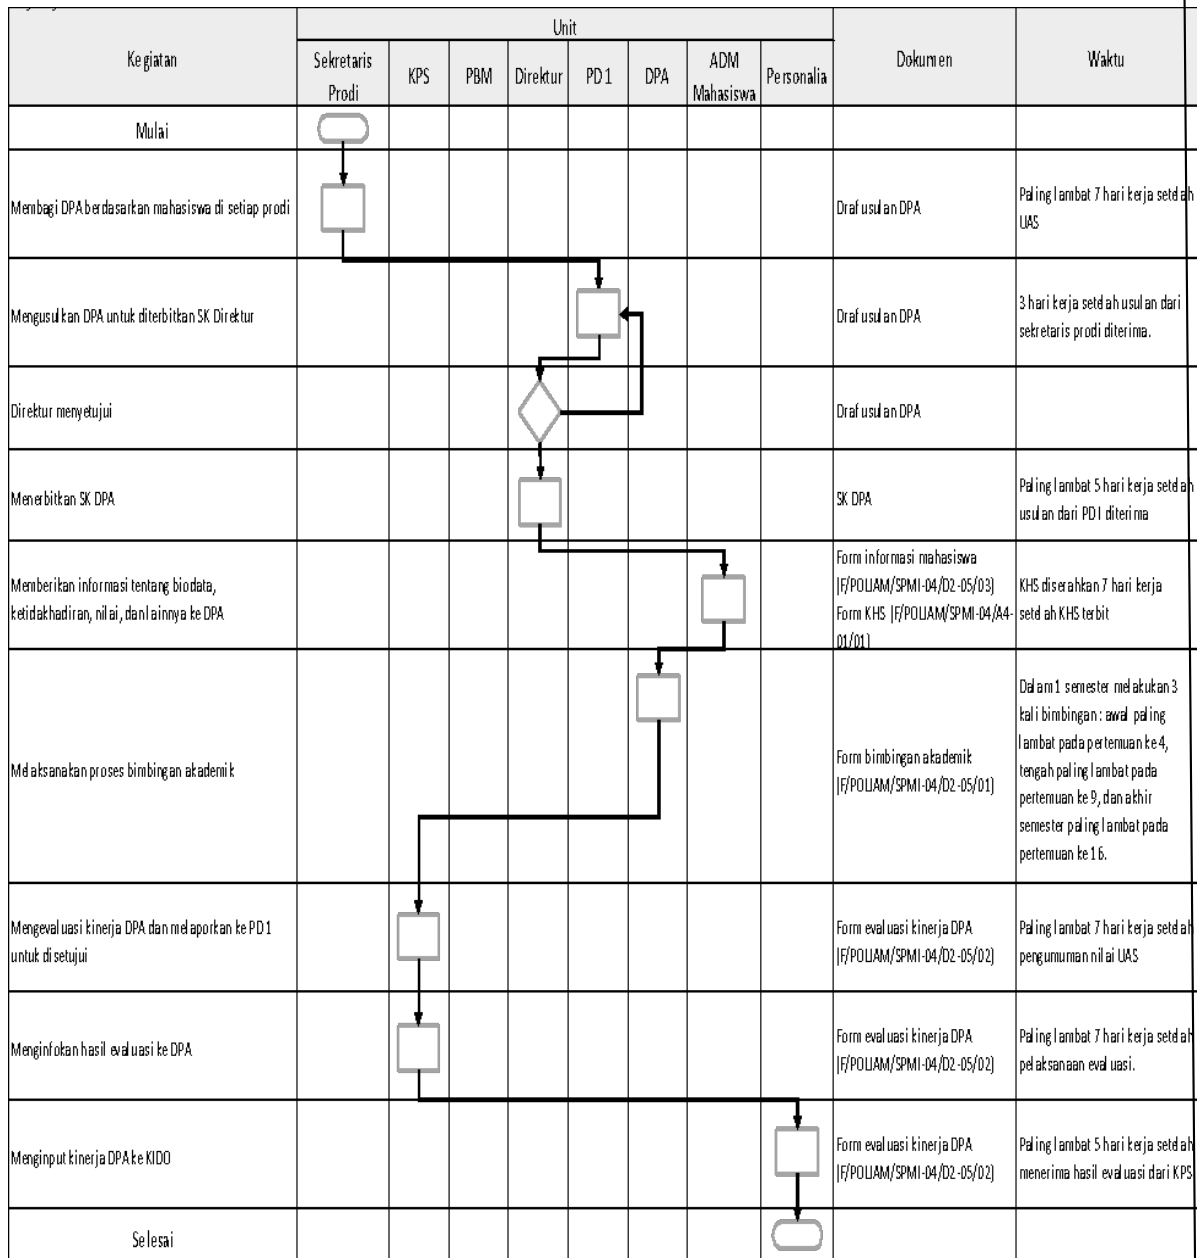 Unit
Kegiatan
Sekretaris
Prodi
KPS
PBM
Direktur
PD 1
DPA
ADM
Mahasiswa
Personalia
Dokumen
Waktu
Mulai
Membagi DPA berdasarkan mahasiswa di setiap prodi
Draf usulan DPA
Paling lambat 7 hari kerja setelah
UAS
Mengusulkan DPA untuk diterbitkan SK Direktur
Draf usulan DPA
3 hari kerja setelah usulan dari
sekretaris prodi diterima.
Direktur menyetujui
Draf usulan DPA
Menerbitkan SK DPA
SK DPA
Paling lambat 5 hari kerja setelah
usulan dari PD I diterima
Memberikan informasi tentang biodata,
ketidakhadiran, nilai, dan lainnya ke DPA
Form informasi mahasiswa
(F/POLIAM/SPMI-04/D2-05/03)
Form KHS (F/POLIAM/SPMI-04/A4-
01/01)
KHS diserahkan 7 hari kerja
setelah KHS terbit
Melaksanakan proses bimbingan akademik
Form bimbingan akademik
(F/POLIAM/SPMI-04/D2-05/01)
Dalam 1 semester melakukan 3
kali bimbingan : awal paling
lambat pada pertemuan ke 4,
tengah paling lambat pada
pertemuan ke 9, dan akhir
semester paling lambat pada
pertemuan ke 16.
Mengevaluasi kinerja DPA dan melaporkan ke PD 1
untuk disetujui
Form evaluasi kinerja DPA
(F/POLIAM/SPMI-04/D2-05/02)
Paling lambat 7 hari kerja setelah
pengumuman nilai UAS
Menginfokan hasil evaluasi ke DPA
Form evaluasi kinerja DPA
(F/POLIAM/SPMI-04/D2-05/02)
Paling lambat 7 hari kerja setelah
pelaksanaan evaluasi.
Menginput kinerja DPA ke KIDO
Form evaluasi kinerja DPA
(F/POLIAM/SPMI-04/D2-05/02)
Paling lambat 5 hari kerja setelah
menerima hasil evaluasi dari KPS
Selesai